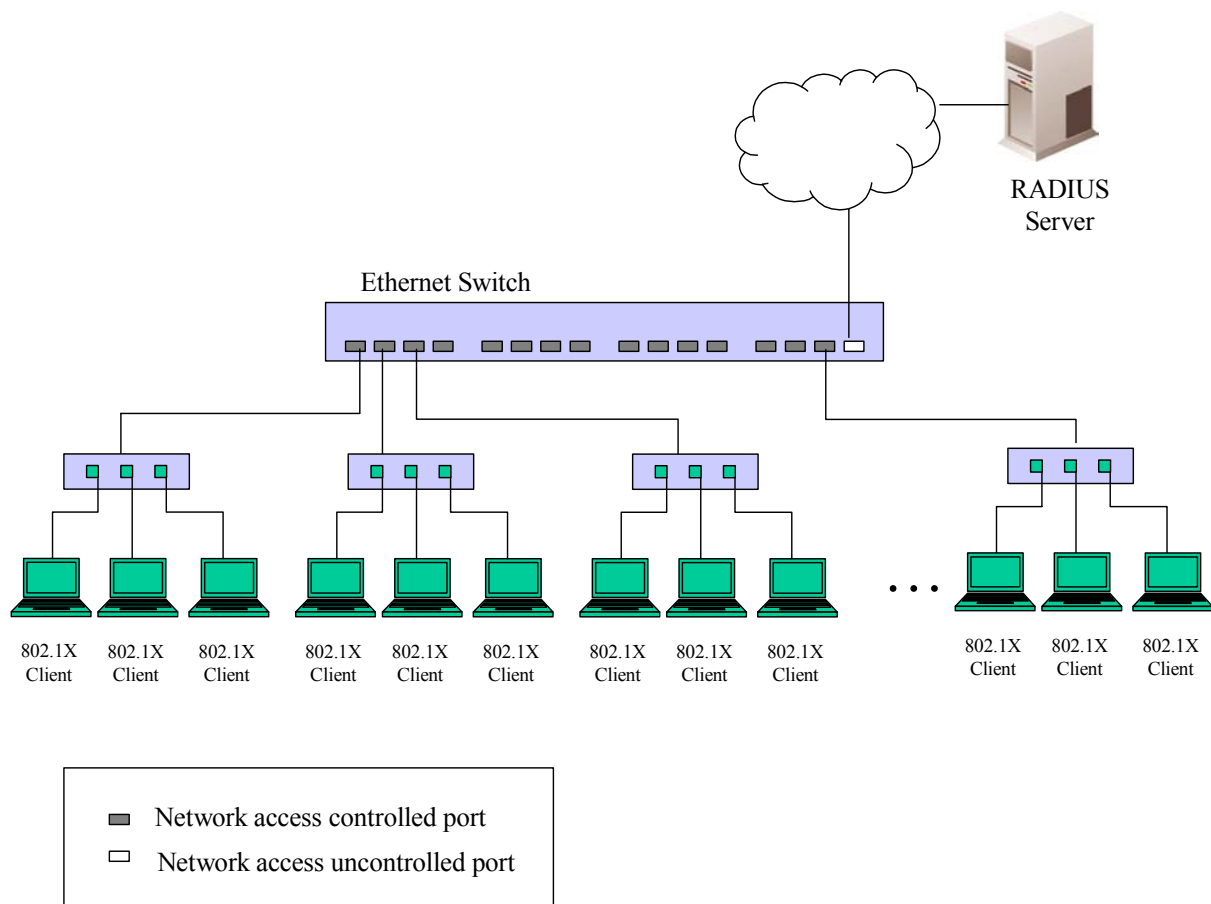 RADIUS
Server
Ethernet Switch
802.1X 802.1X 802.1X 802.1X 802.1X 802.1X 802.1X 802.1X 802.1X 802.1X 802.1X 802.1X
Client Client Client Client Client Client Client Client Client Client Client Client
Network access controlled port
Network access uncontrolled port